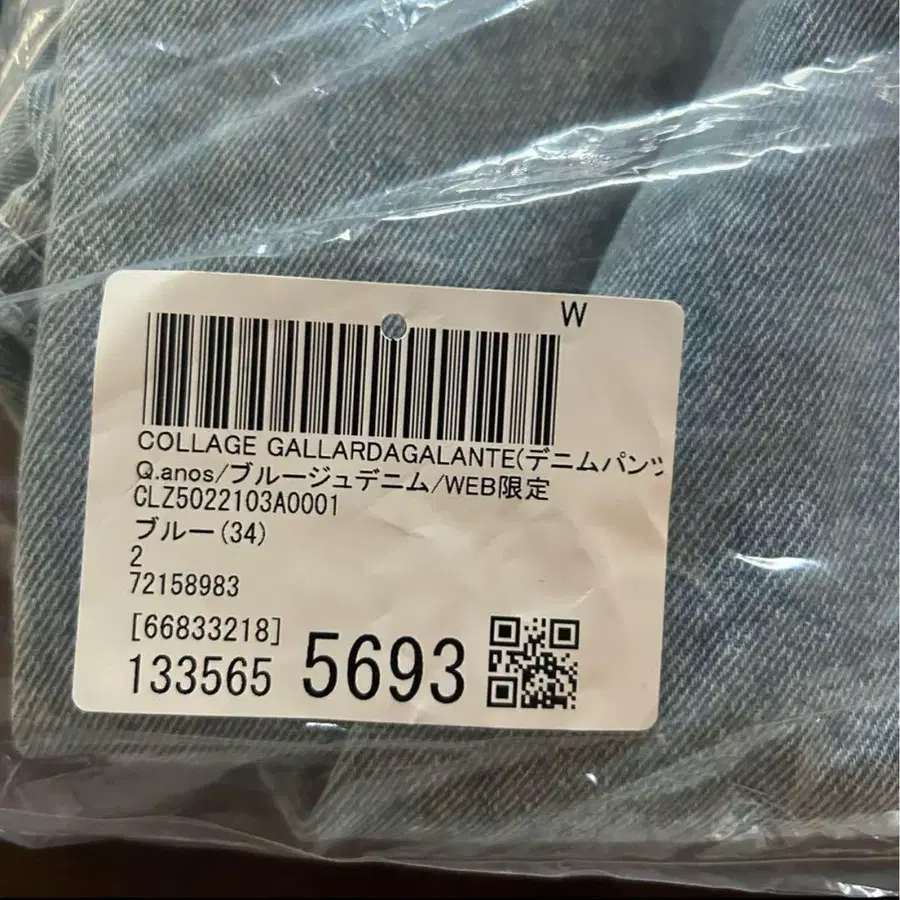 W
COLLAGE GALLARDAGALANTE(デニムパンツ
Q.anos/ブルージュデニム/WEB限定
CLZ5022103A0001
ブルー(34)
2
72158983
[66833218]
133565 5693